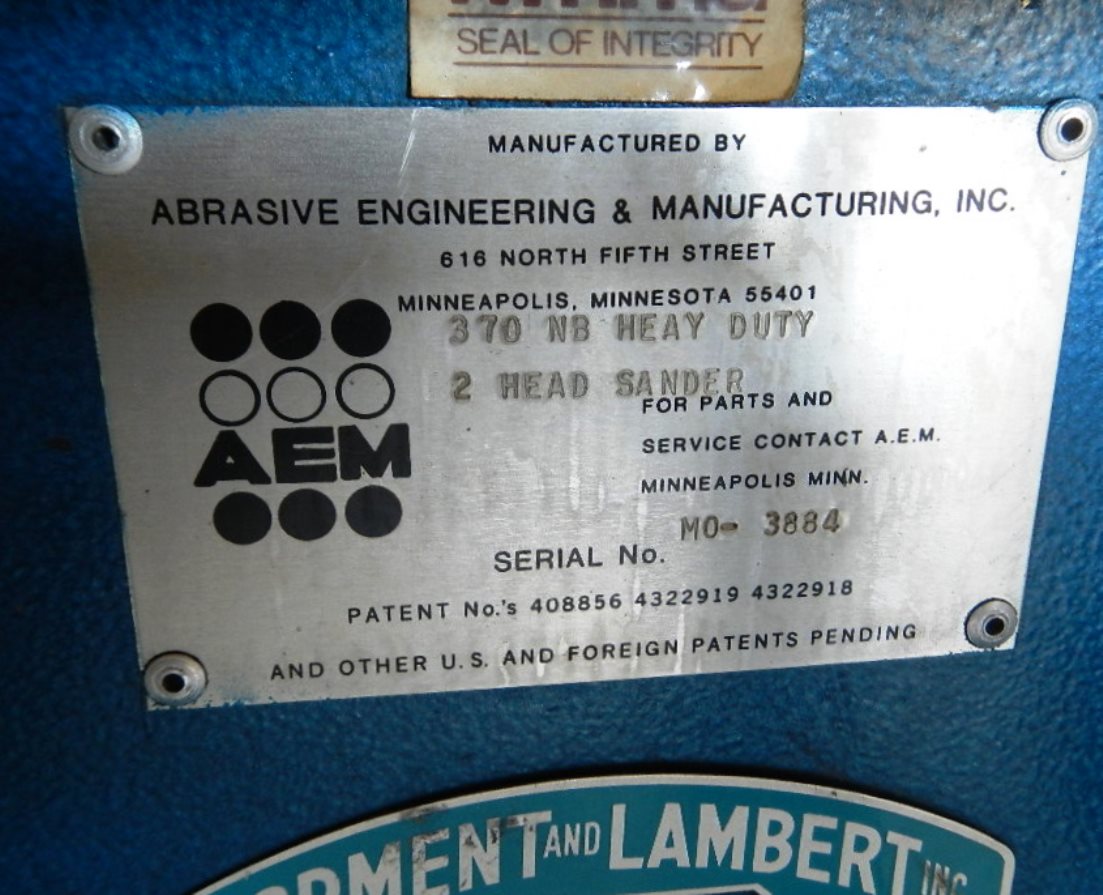 SEAL OF INTEGRITY
MANUFACTURED BY
ABRASIVE ENGINEERING & MANUFACTURING, INC.
616 NORTH FIFTH STREET
MINNEAPOLIS, MINNESOTA 55401
370 NB HEAY DUTY
2 HEAD SANDER
AEM
FOR PARTS AND
SERVICE CONTACT A.E.M.
MINNEAPOLIS MINN.
MO- 3884
SERIAL No.
PATENT No.'s 408856 4322919 4322918
AND OTHER U.S. AND FOREIGN PATENTS PENDING
AND LAMBERT INC